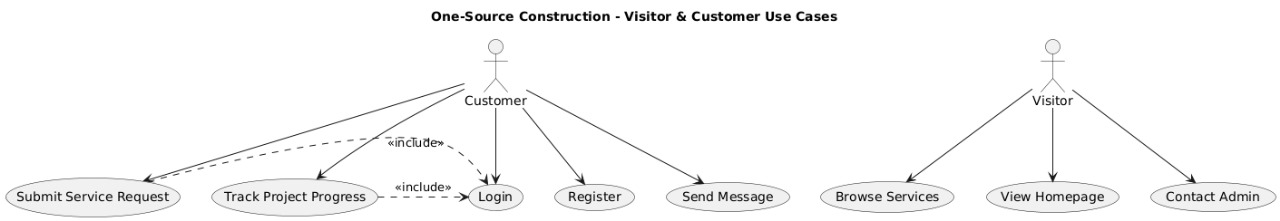 One-Source Construction - Visitor & Customer Use Cases
Customer
Visitor
«include»
«include»
Submit Service Request
Track Project Progress
Login
Register
Send Message
Browse Services
View Homepage
Contact Admin